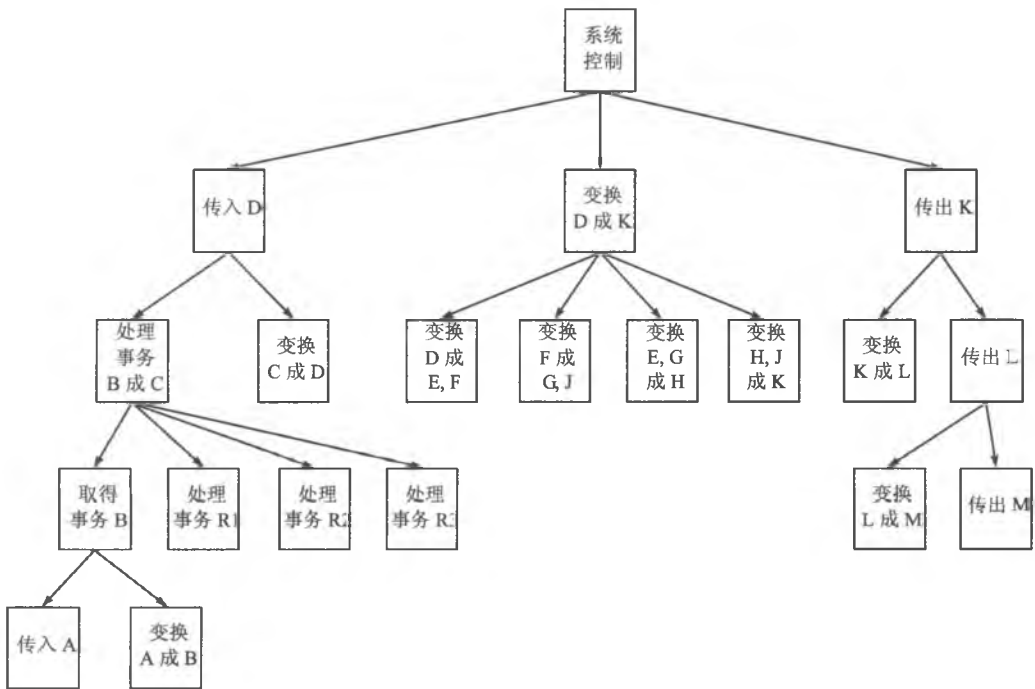 系统
控制
传入 D
变换
D 成 K
传出 K
处理
事务
B 成 C
变换
C 成 D
变换
D 成
E, F
变换
F 成
G, J
变换
E, G
成 H
变换
H, J
成 K
变换
K 成 L
传出 L
取得
事务 B
处理
事务 R1
处理
事务 R2
处理
事务 R3
变换
L 成 M
传出 M
传入 A
变换
A 成 B